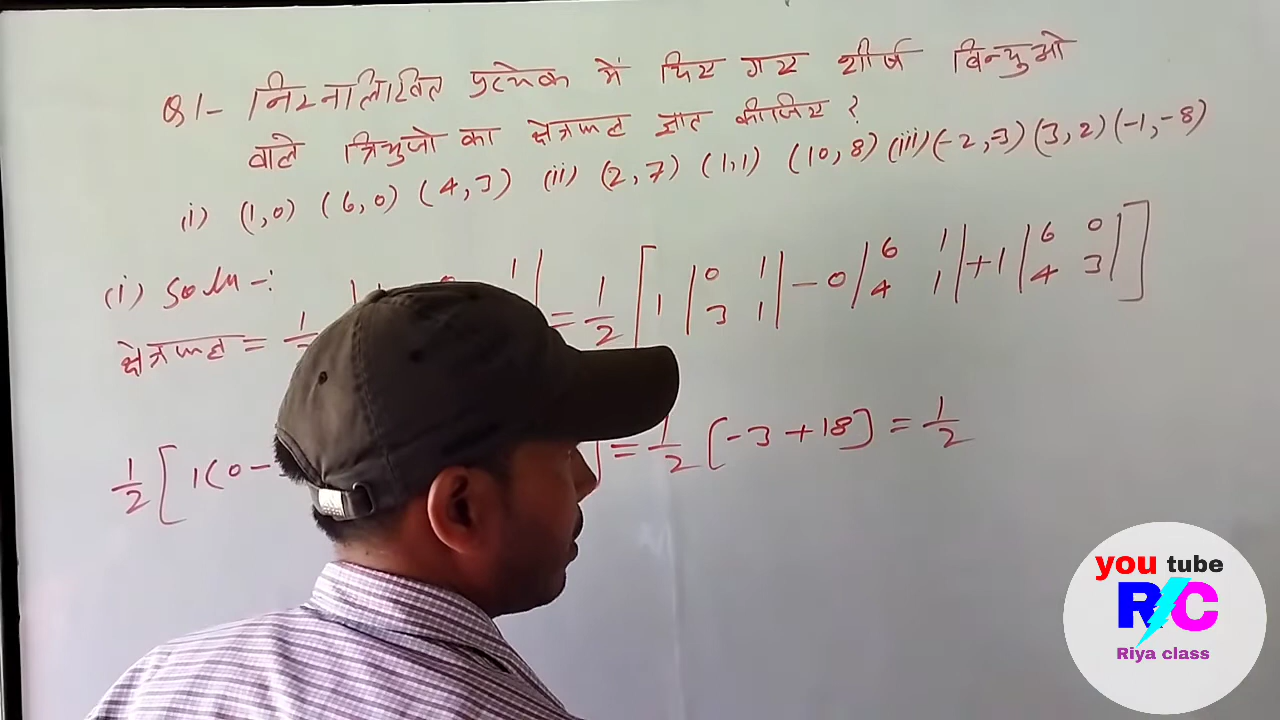 Q1- निम्नलिखित प्रत्येक में दिए गए शीर्ष बिन्दुओ
वाले त्रिभुजो का क्षेत्रफल ज्ञात कीजिए ?
(i) (1,0) (6,0) (4,3) (ii) (2,7) (1,1) (10,8) (iii) (-2,-3) (3,2) (-1,-8)
(i) Soln -:
क्षेत्रफल = 1/2 = 1/2 [ 1 | 0 1 3 1 | - 0 | 6 1 4 1 | + 1 | 6 0 4 3 | ]
1/2 [ 1(0 - ] = 1/2 [-3+18] = 1/2
you tube
R C
Riya class